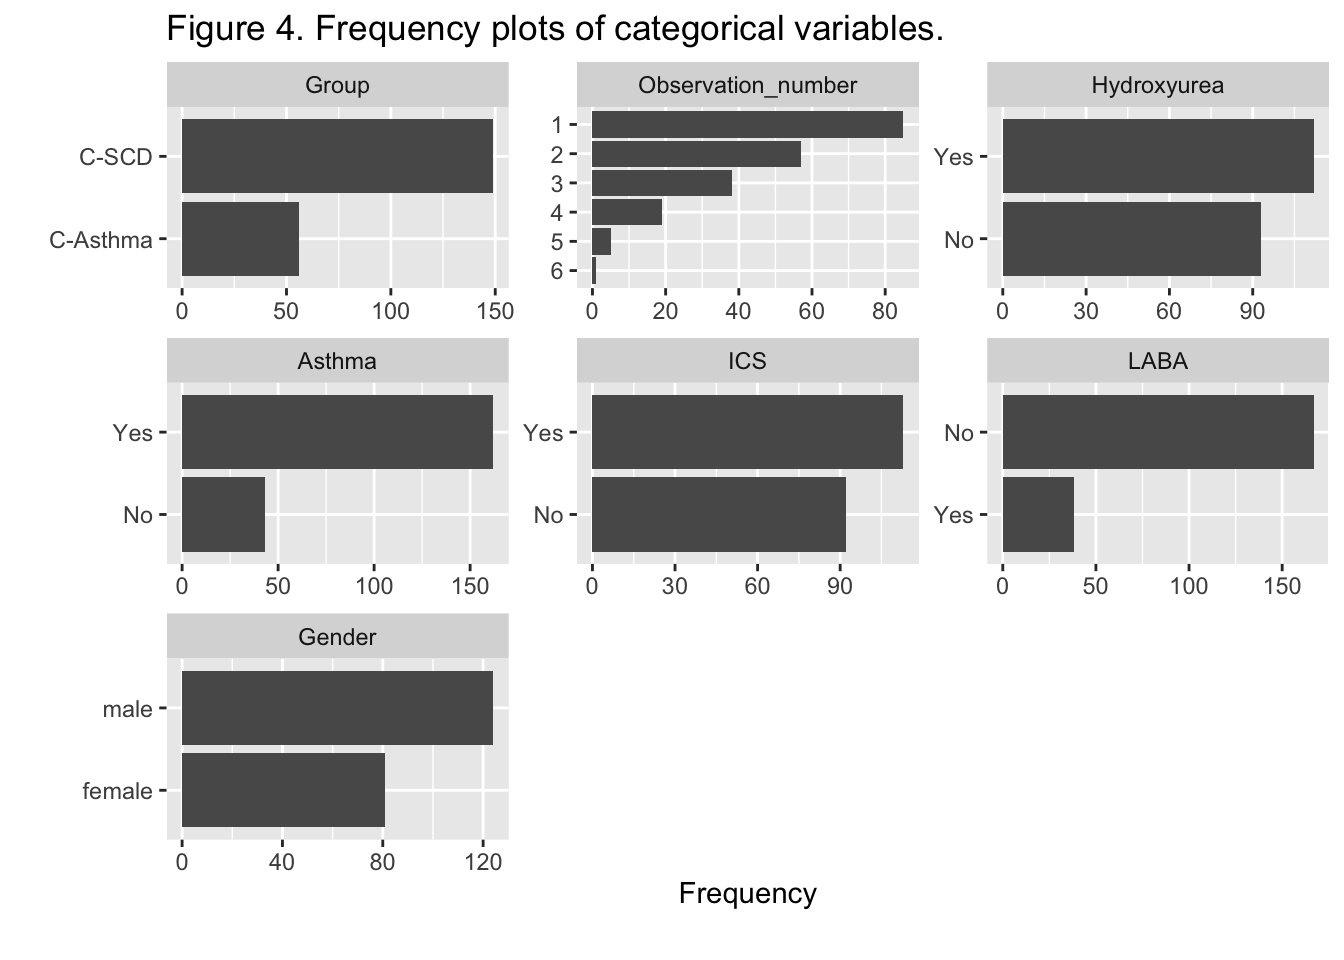 Figure 4. Frequency plots of categorical variables.
Group
C-SCD
C-Asthma
0 50 100 150
Observation_number
1
2
3
4
5
6
0 20 40 60 80
Hydroxyurea
Yes
No
0 30 60 90
Asthma
Yes
No
0 50 100 150
ICS
Yes
No
0 30 60 90
LABA
No
Yes
0 50 100 150
Gender
male
female
0 40 80 120
Frequency